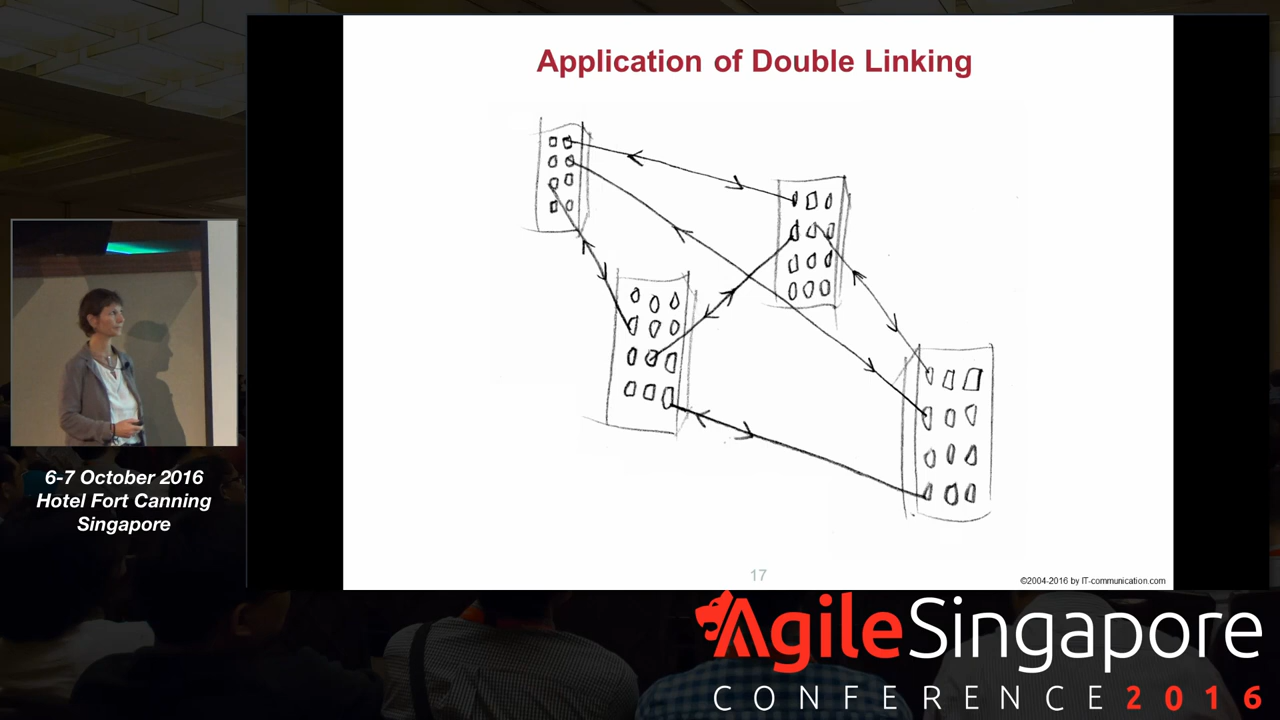 Application of Double Linking
17
©2004-2016 by IT-communication.com
6-7 October 2016
Hotel Fort Canning
Singapore
AgileSingapore
CONFERENCE 2016